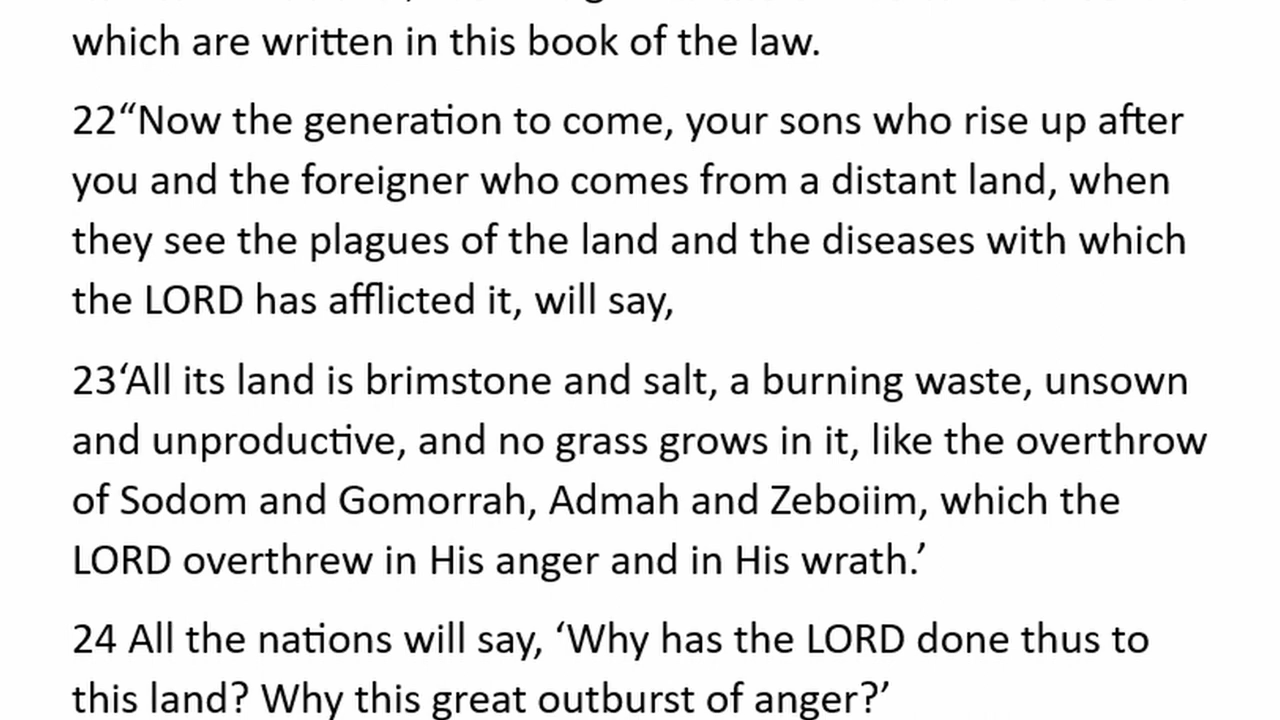 which are written in this book of the law.
22“Now the generation to come, your sons who rise up after
you and the foreigner who comes from a distant land, when
they see the plagues of the land and the diseases with which
the LORD has afflicted it, will say,
23‘All its land is brimstone and salt, a burning waste, unsown
and unproductive, and no grass grows in it, like the overthrow
of Sodom and Gomorrah, Admah and Zeboiim, which the
LORD overthrew in His anger and in His wrath.’
24 All the nations will say, ‘Why has the LORD done thus to
this land? Why this great outburst of anger?’